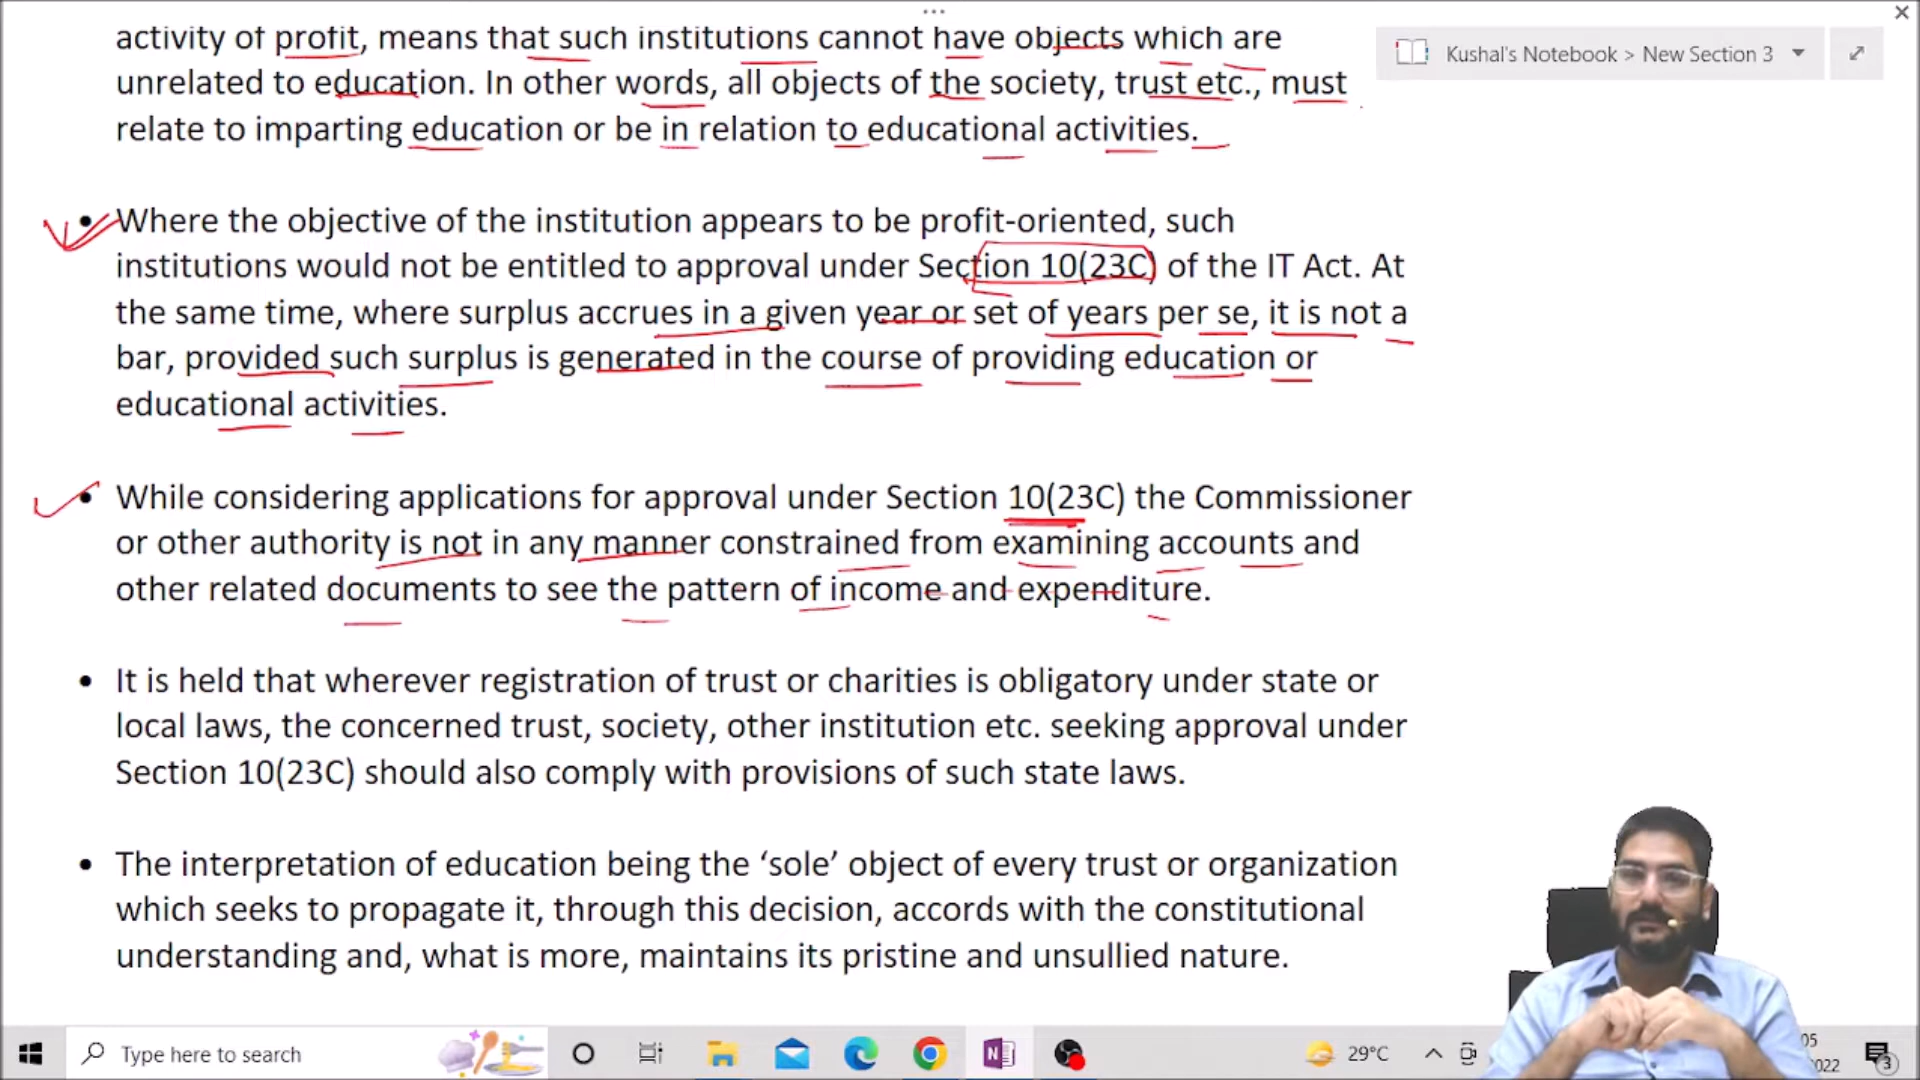 activity of profit, means that such institutions cannot have objects which are
unrelated to education. In other words, all objects of the society, trust etc., must
relate to imparting education or be in relation to educational activities.
Kushal's Notebook > New Section 3
• Where the objective of the institution appears to be profit-oriented, such
institutions would not be entitled to approval under Section 10(23C) of the IT Act. At
the same time, where surplus accrues in a given year or set of years per se, it is not a
bar, provided such surplus is generated in the course of providing education or
educational activities.
• While considering applications for approval under Section 10(23C) the Commissioner
or other authority is not in any manner constrained from examining accounts and
other related documents to see the pattern of income and expenditure.
• It is held that wherever registration of trust or charities is obligatory under state or
local laws, the concerned trust, society, other institution etc. seeking approval under
Section 10(23C) should also comply with provisions of such state laws.
• The interpretation of education being the ‘sole’ object of every trust or organization
which seeks to propagate it, through this decision, accords with the constitutional
understanding and, what is more, maintains its pristine and unsullied nature.
Type here to search
N
29°C
05
022
3